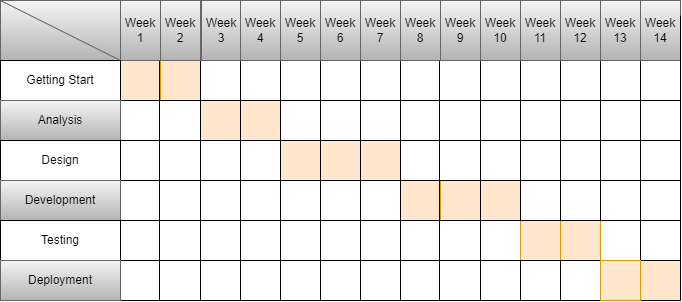 Week 1
Week 2
Week 3
Week 4
Week 5
Week 6
Week 7
Week 8
Week 9
Week 10
Week 11
Week 12
Week 13
Week 14
Getting Start
Analysis
Design
Development
Testing
Deployment